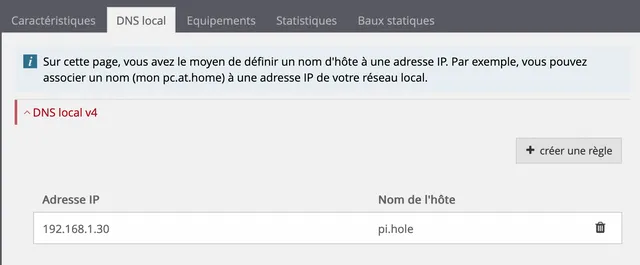 Caractéristiques DNS local Equipements Statistiques Baux statiques
i Sur cette page, vous avez le moyen de définir un nom d'hôte à une adresse IP. Par exemple, vous pouvez
associer un nom (mon pc.at.home) à une adresse IP de votre réseau local.
DNS local v4
+ créer une règle
Adresse IP Nom de l'hôte
192.168.1.30 pi.hole